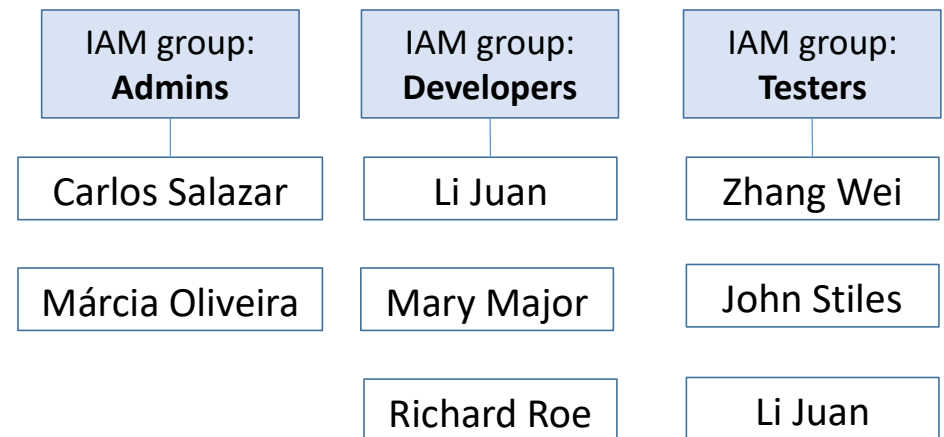 IAM group:
Admins
Carlos Salazar
Márcia Oliveira
IAM group:
Developers
Li Juan
Mary Major
Richard Roe
IAM group:
Testers
Zhang Wei
John Stiles
Li Juan